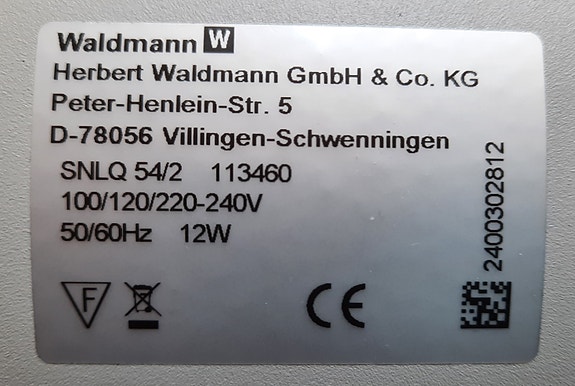 Waldmann W
Herbert Waldmann GmbH & Co. KG
Peter-Henlein-Str. 5
D-78056 Villingen-Schwenningen
SNLQ 54/2 113460
100/120/220-240V
50/60Hz 12W
F
CE
2400302812